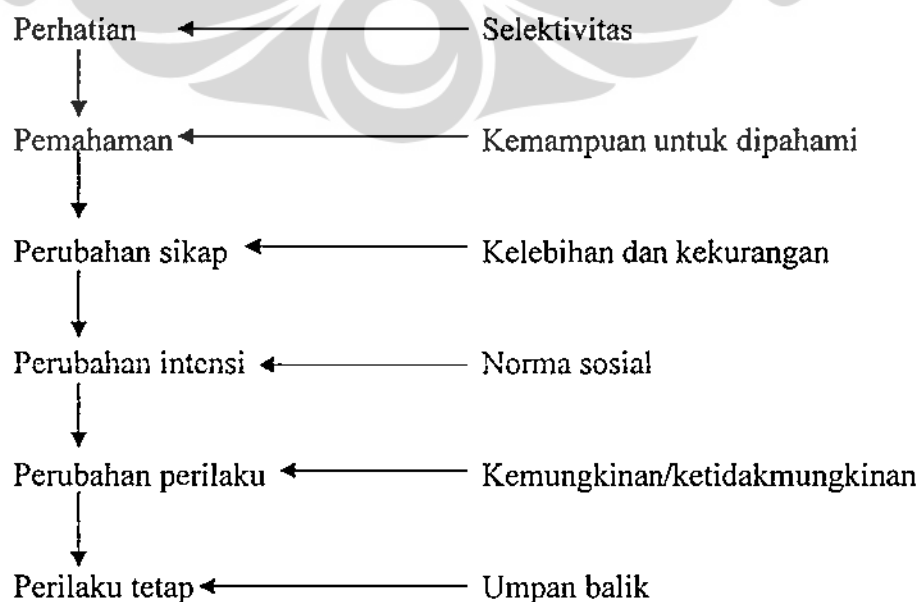 Perhatian Selektivitas
Pemahaman Kemampuan untuk dipahami
Perubahan sikap Kelebihan dan kekurangan
Perubahan intensi Norma sosial
Perubahan perilaku Kemungkinan/ketidakmungkinan
Perilaku tetap Umpan balik